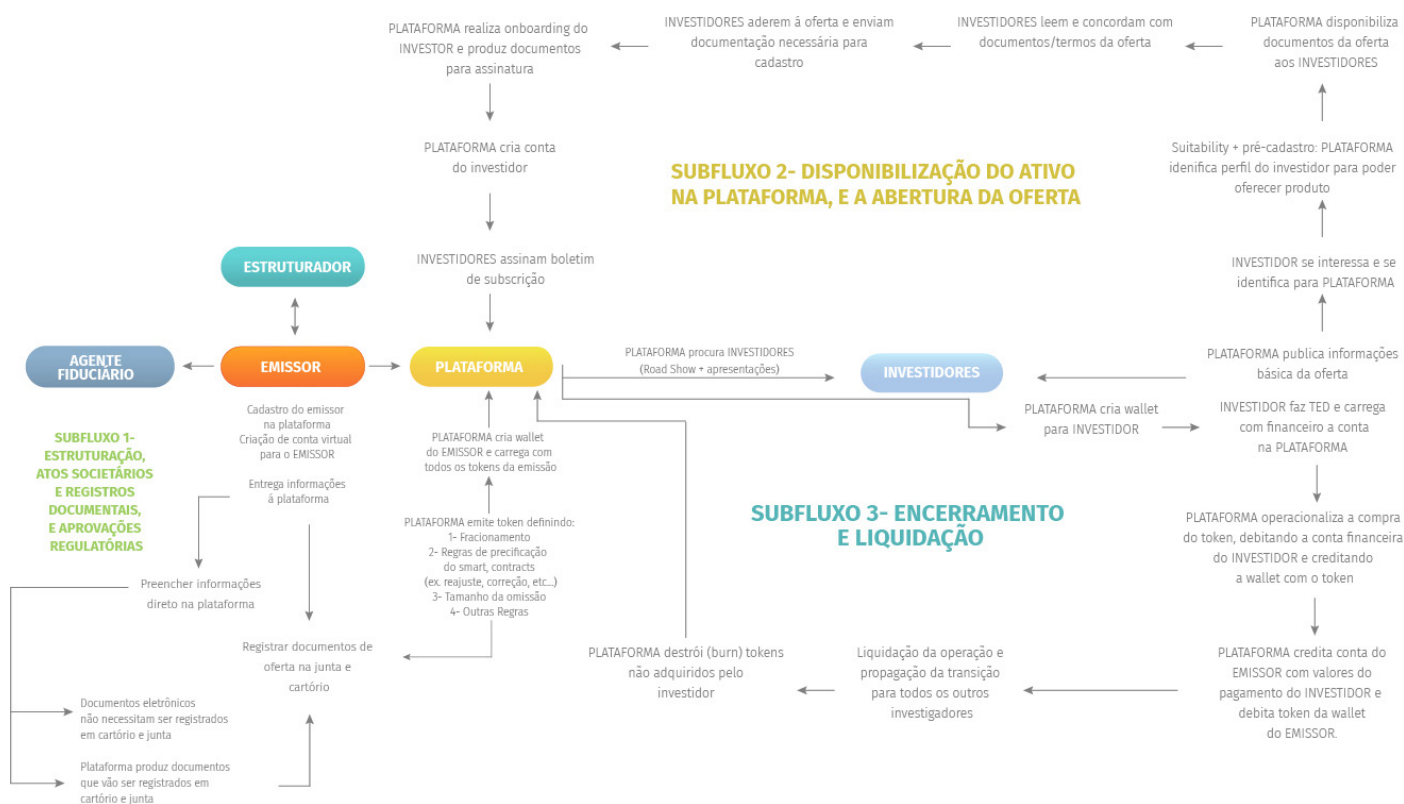 PLATAFORMA realiza onboarding do
INVESTOR e produz documentos
para assinatura
INVESTIDORES aderem á oferta e enviam
documentação necessária para
cadastro
INVESTIDORES leem e concordam com
documentos/termos da oferta
PLATAFORMA disponibiliza
documentos da oferta
aos INVESTIDORES
PLATAFORMA cria conta
do investidor
SUBFLUXO 2- DISPONIBILIZAÇÃO DO ATIVO
NA PLATAFORMA, E A ABERTURA DA OFERTA
Suitability + pré-cadastro: PLATAFORMA
idenifica perfil do investidor para poder
oferecer produto
INVESTIDORES assinam boletim
de subscrição
INVESTIDOR se interessa e se
identifica para PLATAFORMA
ESTRUTURADOR
AGENTE
FIDUCIÁRIO
EMISSOR
PLATAFORMA
PLATAFORMA procura INVESTIDORES
(Road Show + apresentações)
INVESTIDORES
PLATAFORMA publica informações
básica da oferta
Cadastro do emissor
na plataforma
Criação de conta virtual
para o EMISSOR
Entrega informações
á plataforma
SUBFLUXO 1-
ESTRUTURAÇÃO,
ATOS SOCIETÁRIOS
E REGISTROS
DOCUMENTAIS,
E APROVAÇÕES
REGULATÓRIAS
PLATAFORMA cria wallet
do EMISSOR e carrega com
todos os tokens da emissão
PLATAFORMA cria wallet
para INVESTIDOR
INVESTIDOR faz TED e carrega
com financeiro a conta
na PLATAFORMA
PLATAFORMA emite token definindo:
1- Fracionamento
2- Regras de precificação
do smart, contracts
(ex. reajuste, correção, etc...)
3- Tamanho da omissão
4- Outras Regras
SUBFLUXO 3- ENCERRAMENTO
E LIQUIDAÇÃO
PLATAFORMA operacionaliza a compra
do token, debitando a conta financeira
do INVESTIDOR e creditando
a wallet com o token
Preencher informações
direto na plataforma
Registrar documentos de
oferta na junta e
cartório
PLATAFORMA destrói (burn) tokens
não adquiridos pelo
investidor
Liquidação da operação e
propagação da transição
para todos os outros
investigadores
PLATAFORMA credita conta do
EMISSOR com valores do
pagamento do INVESTIDOR e
debita token da wallet
do EMISSOR.
Documentos eletrônicos
não necessitam ser registrados
em cartório e junta
Plataforma produz documentos
que vão ser registrados em
cartório e junta